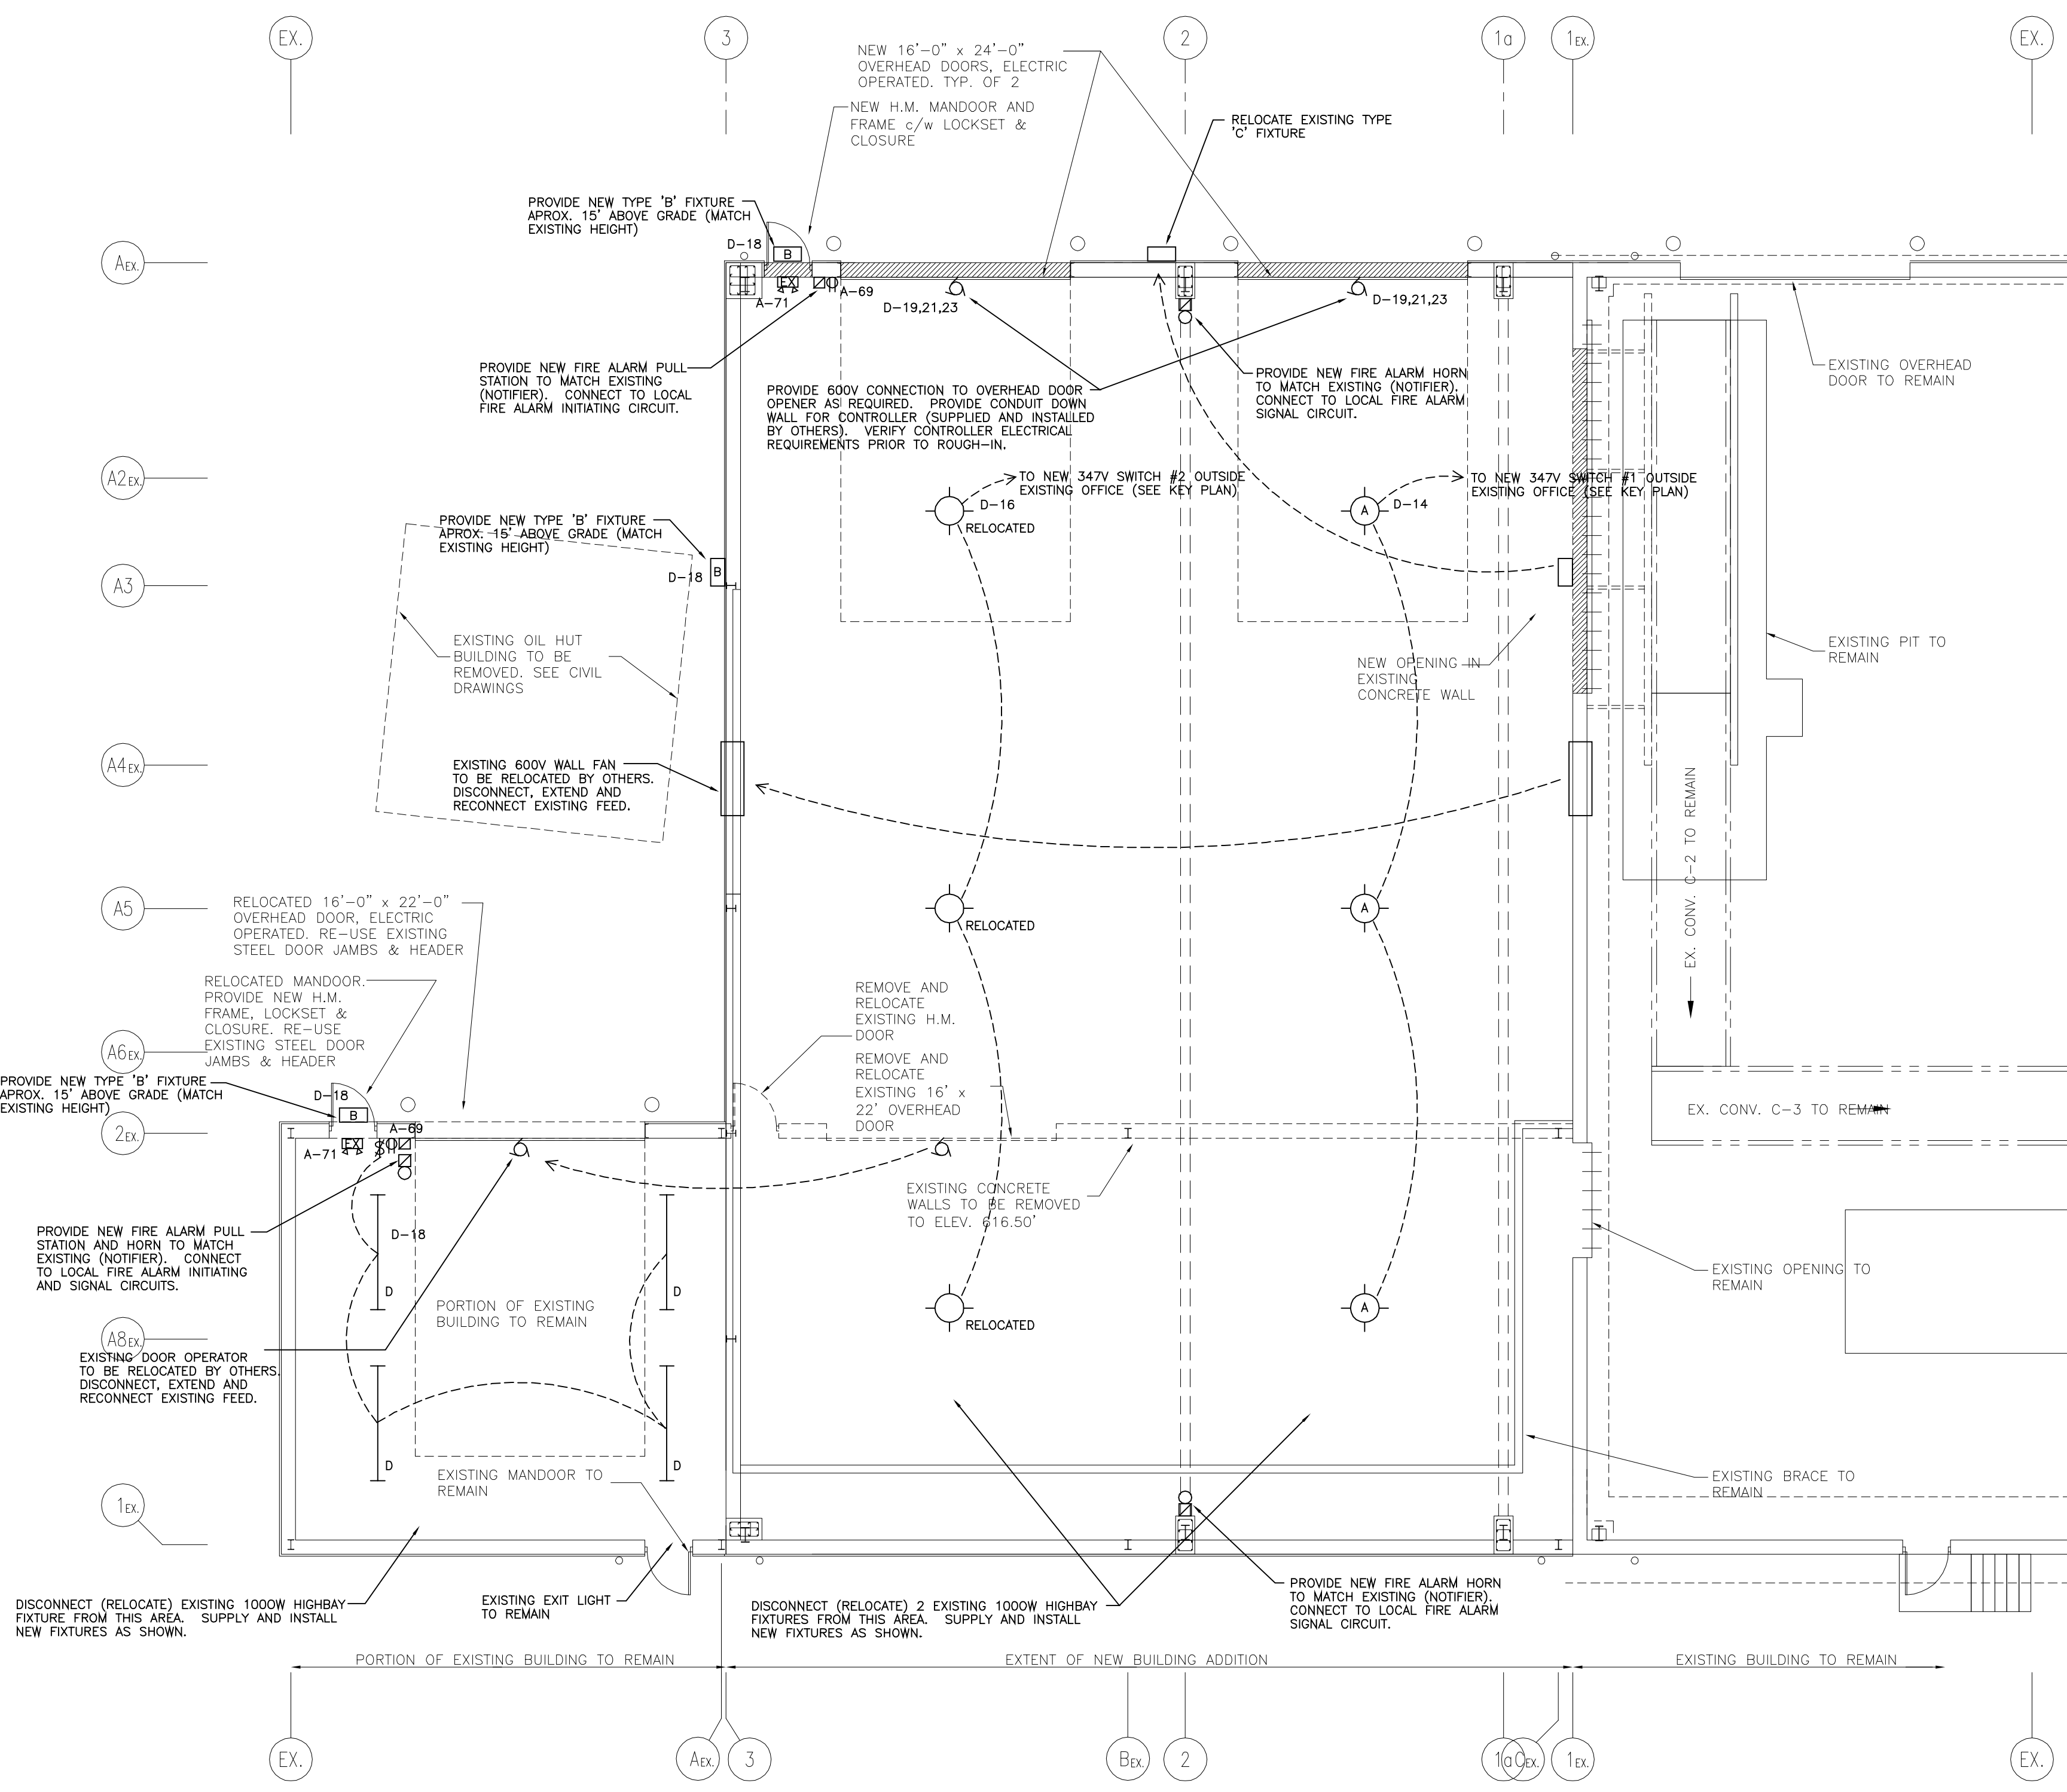 EX.
3
2
1a
1EX.
EX.
NEW 16'-0" x 24'-0"
OVERHEAD DOORS, ELECTRIC
OPERATED. TYP. OF 2
NEW H.M. MANDOOR AND
FRAME c/w LOCKSET &
CLOSURE
RELOCATE EXISTING TYPE
'C' FIXTURE
PROVIDE NEW TYPE 'B' FIXTURE
APROX. 15' ABOVE GRADE (MATCH
EXISTING HEIGHT)
D-18
B
AEX.
EX
A-71
A-69
D-19,21,23
D-19,21,23
PROVIDE NEW FIRE ALARM PULL
STATION TO MATCH EXISTING
(NOTIFIER). CONNECT TO LOCAL
FIRE ALARM INITIATING CIRCUIT.
PROVIDE 600V CONNECTION TO OVERHEAD DOOR
OPENER AS REQUIRED. PROVIDE CONDUIT DOWN
WALL FOR CONTROLLER (SUPPLIED AND INSTALLED
BY OTHERS). VERIFY CONTROLLER ELECTRICAL
REQUIREMENTS PRIOR TO ROUGH-IN.
PROVIDE NEW FIRE ALARM HORN
TO MATCH EXISTING (NOTIFIER).
CONNECT TO LOCAL FIRE ALARM
SIGNAL CIRCUIT.
EXISTING OVERHEAD
DOOR TO REMAIN
A2EX.
TO NEW 347V SWITCH #2 OUTSIDE
EXISTING OFFICE (SEE KEY PLAN)
D-16
RELOCATED
TO NEW 347V SWITCH #1 OUTSIDE
EXISTING OFFICE (SEE KEY PLAN)
A
D-14
PROVIDE NEW TYPE 'B' FIXTURE
APROX. 15' ABOVE GRADE (MATCH
EXISTING HEIGHT)
D-18
B
A3
EXISTING OIL HUT
BUILDING TO BE
REMOVED. SEE CIVIL
DRAWINGS
NEW OPENING IN
EXISTING
CONCRETE WALL
EXISTING PIT TO
REMAIN
A4EX.
EXISTING 600V WALL FAN
TO BE RELOCATED BY OTHERS.
DISCONNECT, EXTEND AND
RECONNECT EXISTING FEED.
EX. CONV. C-2 TO REMAIN
A5
RELOCATED 16'-0" x 22'-0"
OVERHEAD DOOR, ELECTRIC
OPERATED. RE-USE EXISTING
STEEL DOOR JAMBS & HEADER
RELOCATED
A
RELOCATED MANDOOR.
PROVIDE NEW H.M.
FRAME, LOCKSET &
CLOSURE. RE-USE
EXISTING STEEL DOOR
JAMBS & HEADER
A6EX.
REMOVE AND
RELOCATE
EXISTING H.M.
DOOR
REMOVE AND
RELOCATE
EXISTING 16' x
22' OVERHEAD
DOOR
PROVIDE NEW TYPE 'B' FIXTURE
APROX. 15' ABOVE GRADE (MATCH
EXISTING HEIGHT)
D-18
B
EX. CONV. C-3 TO REMAIN
2EX.
A-69
EX
$
A-71
EXISTING CONCRETE
WALLS TO BE REMOVED
TO ELEV. 616.50'
PROVIDE NEW FIRE ALARM PULL
STATION AND HORN TO MATCH
EXISTING (NOTIFIER). CONNECT
TO LOCAL FIRE ALARM INITIATING
AND SIGNAL CIRCUITS.
D-18
D
D
PORTION OF EXISTING
BUILDING TO REMAIN
RELOCATED
A
EXISTING OPENING TO
REMAIN
A8EX.
EXISTING DOOR OPERATOR
TO BE RELOCATED BY OTHERS.
DISCONNECT, EXTEND AND
RECONNECT EXISTING FEED.
D
D
EXISTING MANDOOR TO
REMAIN
EXISTING BRACE TO
REMAIN
1EX.
DISCONNECT (RELOCATE) EXISTING 1000W HIGHBAY
FIXTURE FROM THIS AREA. SUPPLY AND INSTALL
NEW FIXTURES AS SHOWN.
EXISTING EXIT LIGHT
TO REMAIN
DISCONNECT (RELOCATE) 2 EXISTING 1000W HIGHBAY
FIXTURES FROM THIS AREA. SUPPLY AND INSTALL
NEW FIXTURES AS SHOWN.
PROVIDE NEW FIRE ALARM HORN
TO MATCH EXISTING (NOTIFIER).
CONNECT TO LOCAL FIRE ALARM
SIGNAL CIRCUIT.
PORTION OF EXISTING BUILDING TO REMAIN
EXTENT OF NEW BUILDING ADDITION
EXISTING BUILDING TO REMAIN
EX.
AEX.
3
BEX.
2
1a
CEX.
1EX.
EX.